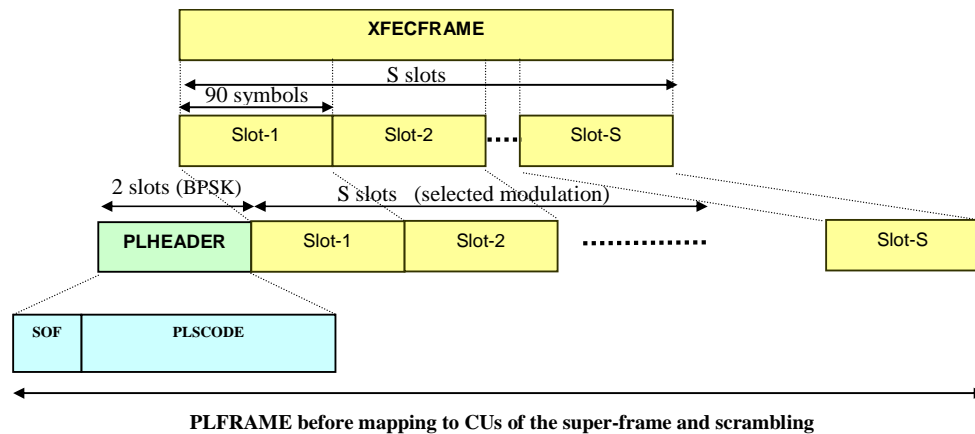 XFECFRAME
S slots
90 symbols
Slot-1 Slot-2 Slot-S
2 slots (BPSK) S slots (selected modulation)
PLHEADER Slot-1 Slot-2 Slot-S
SOF PLSCODE
PLFRAME before mapping to CUs of the super-frame and scrambling